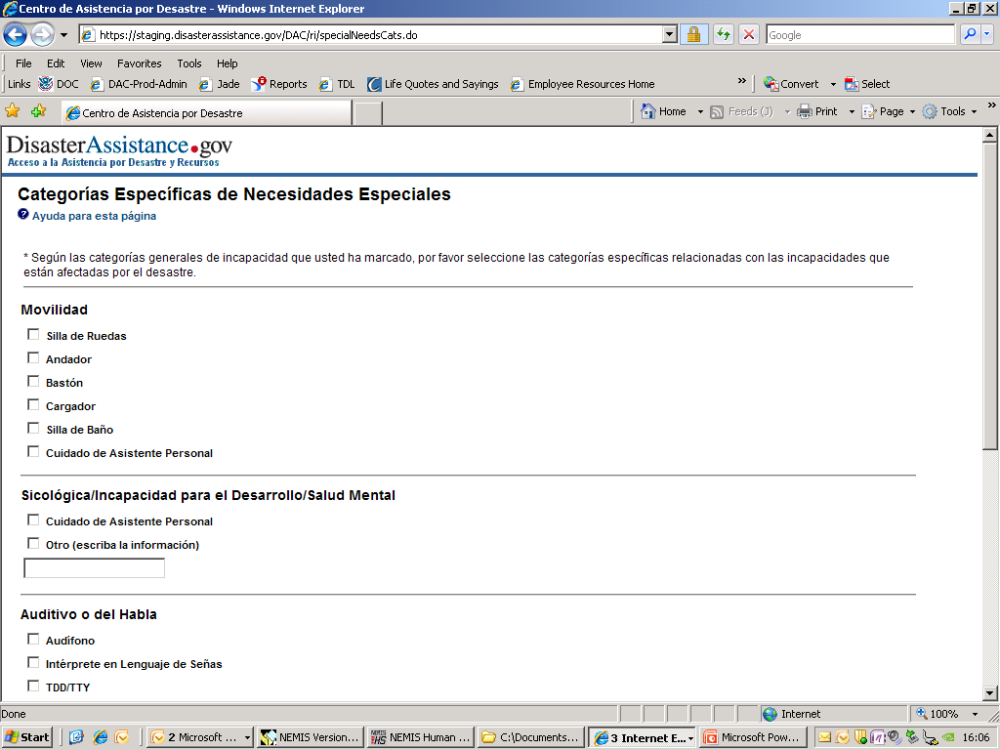 Centro de Asistencia por Desastre - Windows Internet Explorer
https://staging.disasterassistance.gov/DAC/ri/specialNeedsCats.do
Google
File Edit View Favorites Tools Help
Links DOC DAC-Prod-Admin Jade Reports TDL Life Quotes and Sayings Employee Resources Home » Convert Select
Centro de Asistencia por Desastre
Home Feeds (J) Print Page Tools »
DisasterAssistance.gov
Acceso a la Asistencia por Desastre y Recursos
Categorías Específicas de Necesidades Especiales
? Ayuda para esta página
* Según las categorías generales de incapacidad que usted ha marcado, por favor seleccione las categorías específicas relacionadas con las incapacidades que
están afectadas por el desastre.
Movilidad
Silla de Ruedas
Andador
Bastón
Cargador
Silla de Baño
Cuidado de Asistente Personal
Sicológica/Incapacidad para el Desarrollo/Salud Mental
Cuidado de Asistente Personal
Otro (escriba la información)
Auditivo o del Habla
Audífono
Intérprete en Lenguaje de Señas
TDD/TTY
Done Internet 100%
Start 2 Microsoft ... NEMIS Version... NEMIS Human ... C:\Documents... 3 Internet E... Microsoft Pow... 16:06